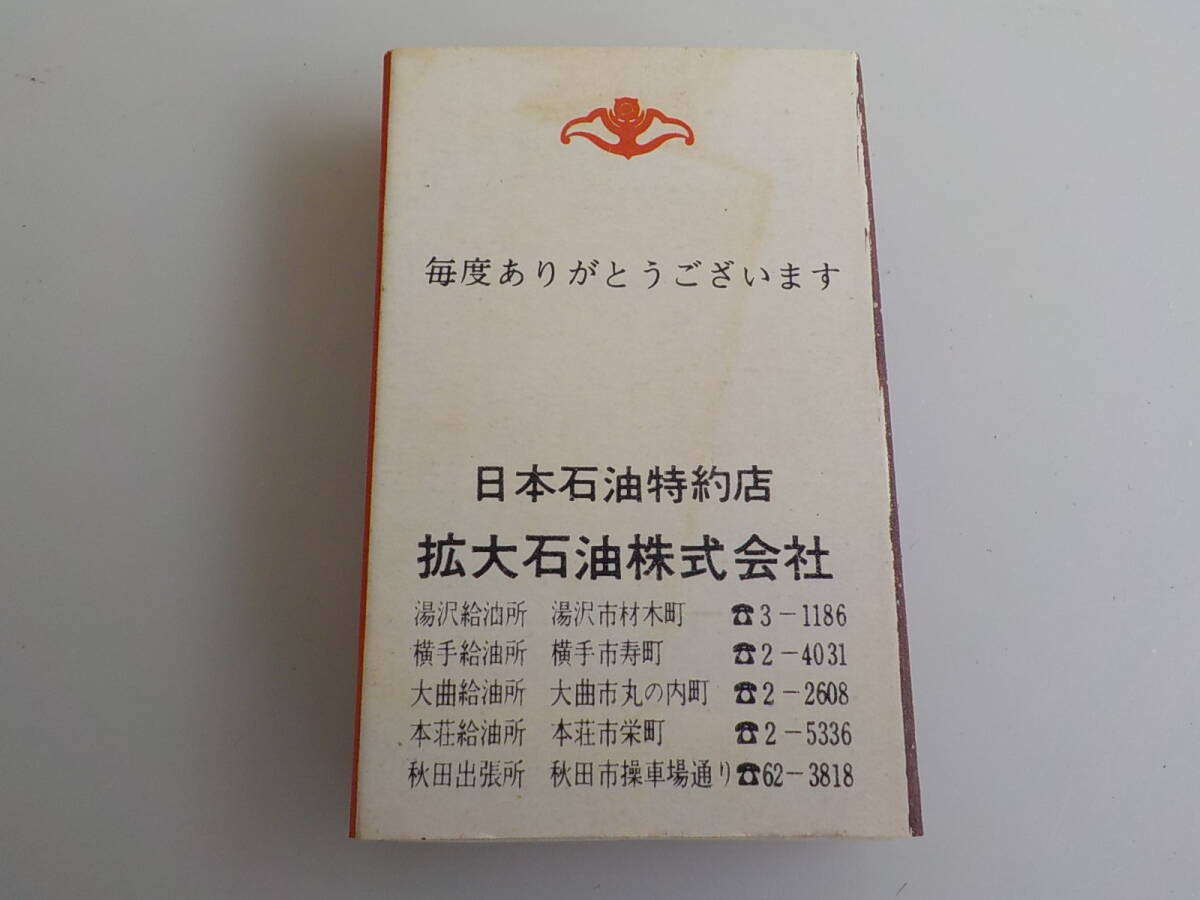 毎度ありがとうございます
日本石油特約店
拡大石油株式会社
湯沢給油所 湯沢市材木町 ☎3-1186
横手給油所 横手市寿町 ☎2-4031
大曲給油所 大曲市丸の内町 ☎2-2608
本荘給油所 本荘市栄町 ☎2-5336
秋田出張所 秋田市操車場通り☎62-3818